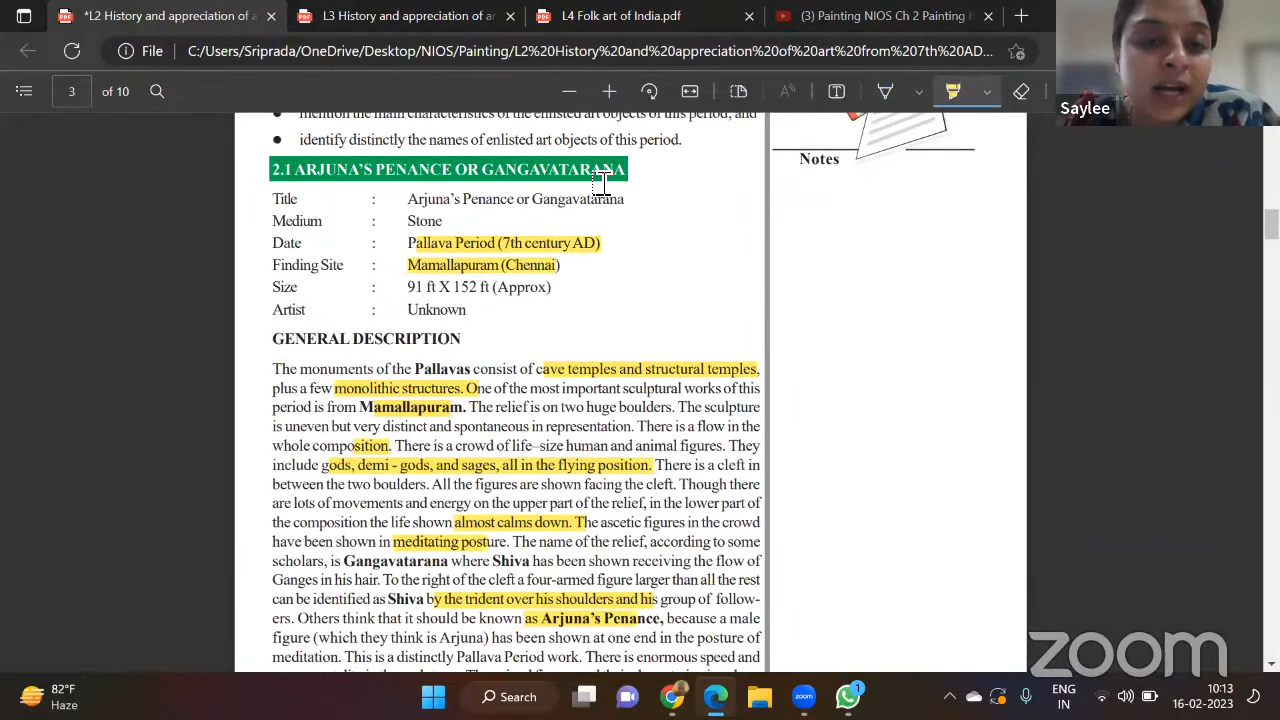 *L2 History and appreciation of a
L3 History and appreciation of ar
L4 Folk art of India.pdf
(3) Painting NIOS Ch 2 Painting H
File
C:/Users/Sriprada/OneDrive/Desktop/NIOS/Painting/L2%20History%20and%20appreciation%20of%20art%20from%207th%20AD...
Saylee
3 of 10
mention the main characteristics of the enlisted art objects of this period; and
● identify distinctly the names of enlisted art objects of this period.
Notes
2.1 ARJUNA'S PENANCE OR GANGAVATARANA
Title : Arjuna's Penance or Gangavatarana
Medium : Stone
Date : Pallava Period (7th century AD)
Finding Site : Mamallapuram (Chennai)
Size : 91 ft X 152 ft (Approx)
Artist : Unknown
GENERAL DESCRIPTION
The monuments of the Pallavas consist of cave temples and structural temples,
plus a few monolithic structures. One of the most important sculptural works of this
period is from Mamallapuram. The relief is on two huge boulders. The sculpture
is uneven but very distinct and spontaneous in representation. There is a flow in the
whole composition. There is a crowd of life–size human and animal figures. They
include gods, demi - gods, and sages, all in the flying position. There is a cleft in
between the two boulders. All the figures are shown facing the cleft. Though there
are lots of movements and energy on the upper part of the relief, in the lower part of
the composition the life shown almost calms down. The ascetic figures in the crowd
have been shown in meditating posture. The name of the relief, according to some
scholars, is Gangavatarana where Shiva has been shown receiving the flow of
Ganges in his hair. To the right of the cleft a four-armed figure larger than all the rest
can be identified as Shiva by the trident over his shoulders and his group of follow-
ers. Others think that it should be known as Arjuna's Penance, because a male
figure (which they think is Arjuna) has been shown at one end in the posture of
meditation. This is a distinctly Pallava Period work. There is enormous speed and
zoom
82°F
Haze
Search
1
ENG
IN
10:13
16-02-2023